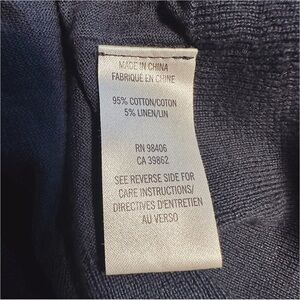 MADE IN CHINA
FABRIQUÉ EN CHINE
95% COTTON/COTON
5% LINEN/LIN
RN 98406
CA 39862
SEE REVERSE SIDE FOR
CARE INSTRUCTIONS/
DIRECTIVES D'ENTRETIEN
AU VERSO